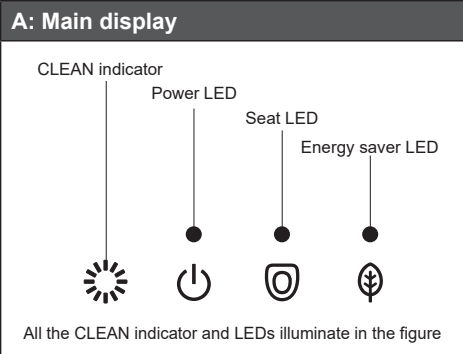 A: Main display
CLEAN indicator
Power LED
Seat LED
Energy saver LED
All the CLEAN indicator and LEDs illuminate in the figure